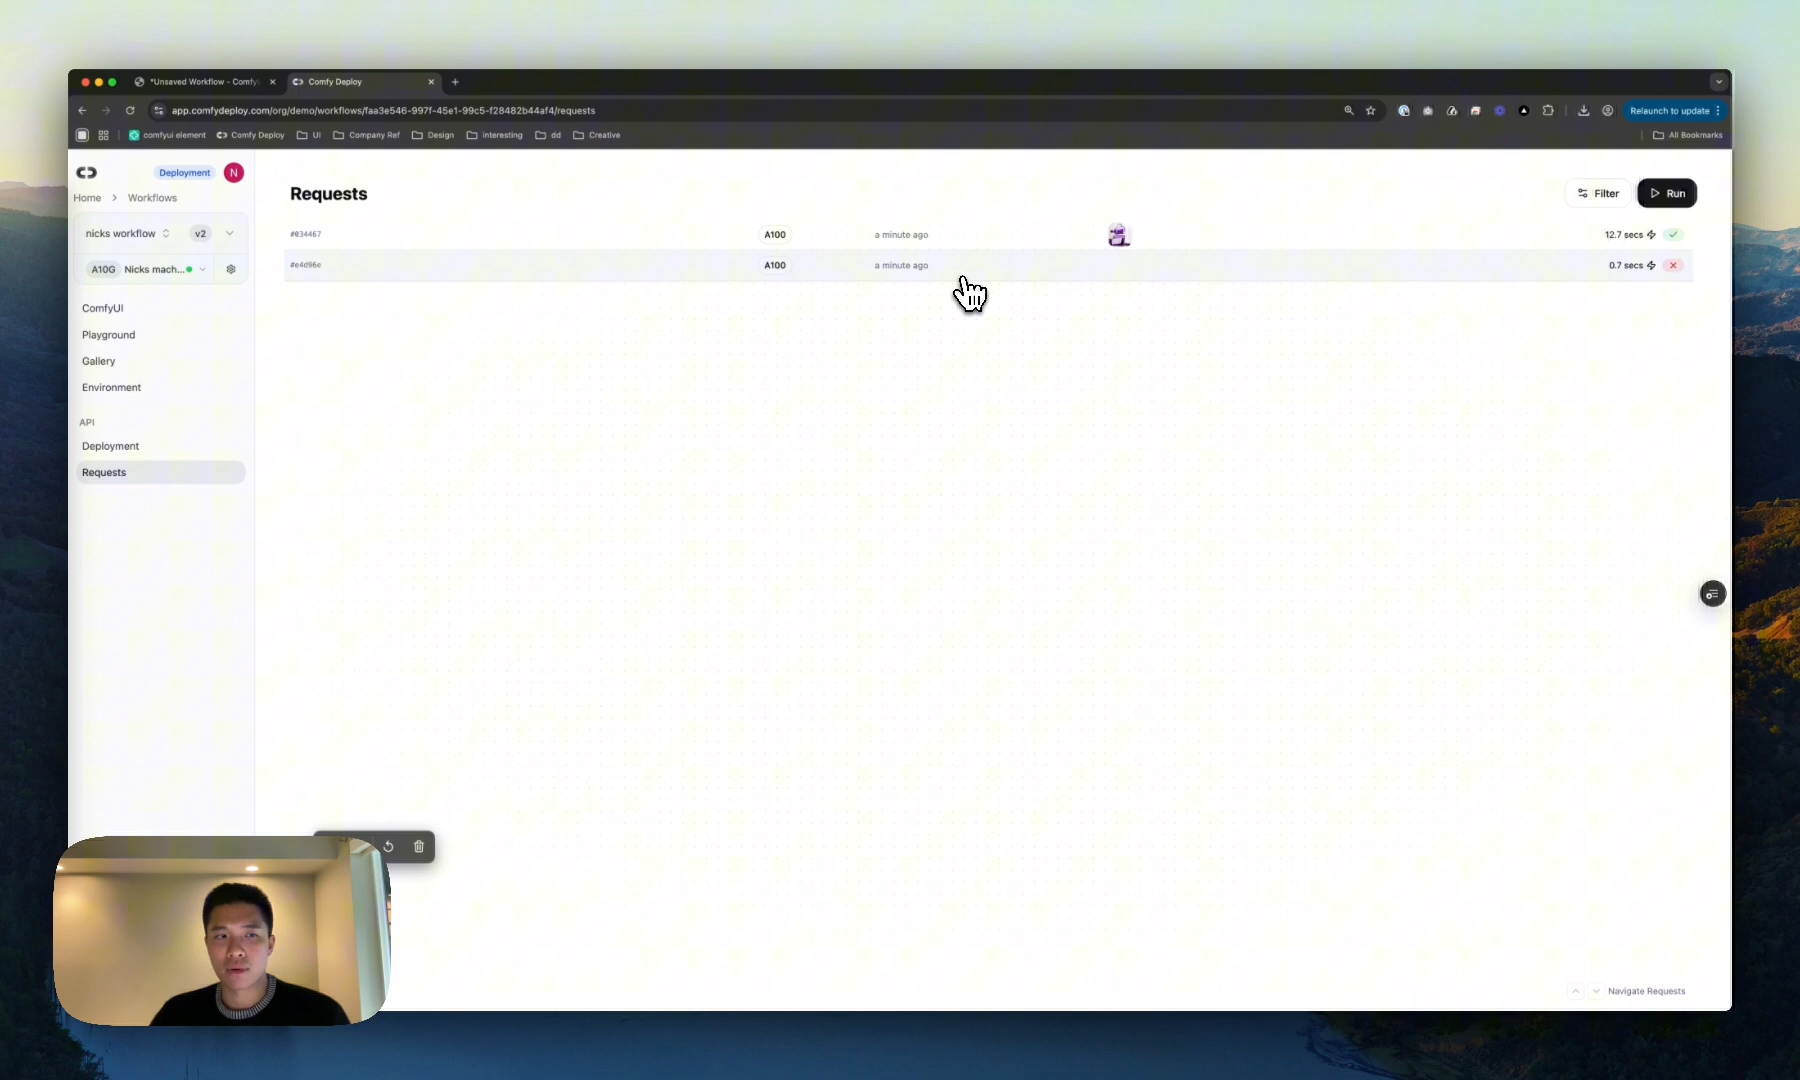 *Unsaved Workflow - Comfy
Comfy Deploy
app.comfydeploy.com/org/demo/workflows/faa3e546-997f-45e1-99c5-f28482b44af4/requests
Relaunch to update
comfyui element
Comfy Deploy
UI
Company Ref
Design
interesting
dd
Creative
All Bookmarks
Deployment
N
Home > Workflows
nicks workflow
v2
A10G
Nicks mach...
ComfyUI
Playground
Gallery
Environment
API
Deployment
Requests
Requests
Filter
Run
#034467
A100
a minute ago
12.7 secs
#e4d96e
A100
a minute ago
0.7 secs
Navigate Requests